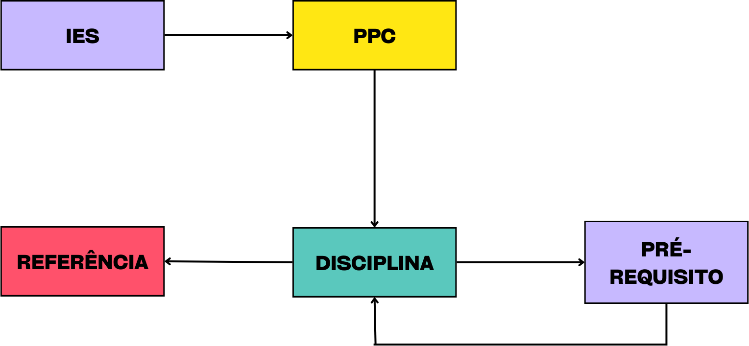 IES
PPC
REFERÊNCIA
DISCIPLINA
PRÉ-
REQUISITO